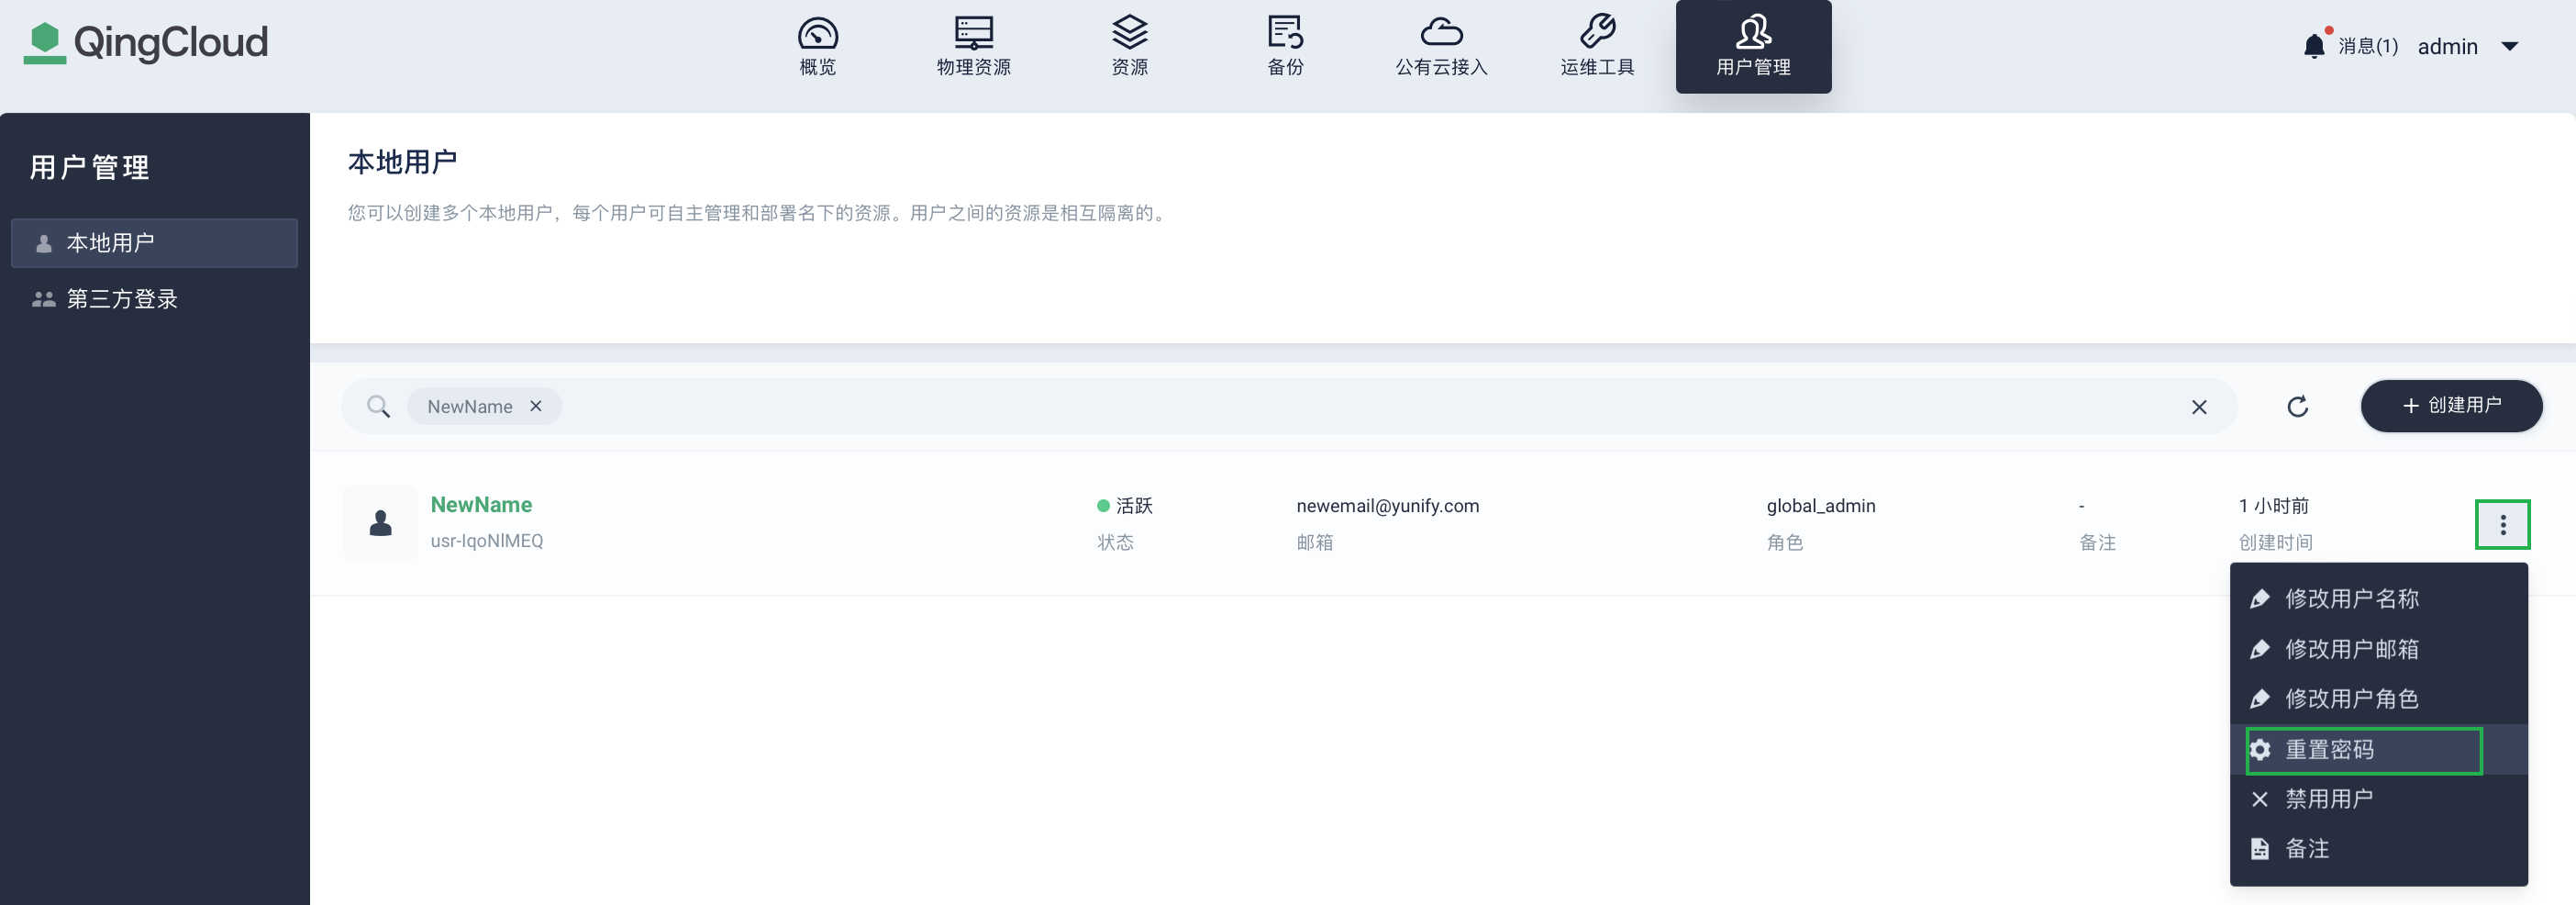 QingCloud
概览
物理资源
资源
备份
公有云接入
运维工具
用户管理
消息(1) admin
用户管理
本地用户
第三方登录
本地用户
您可以创建多个本地用户，每个用户可自主管理和部署名下的资源。用户之间的资源是相互隔离的。
NewName
创建用户
NewName 活跃 newemail@yunify.com global_admin - 1 小时前
usr-IqoNlMEQ 状态 邮箱 角色 备注 创建时间
修改用户名称
修改用户邮箱
修改用户角色
重置密码
禁用用户
备注